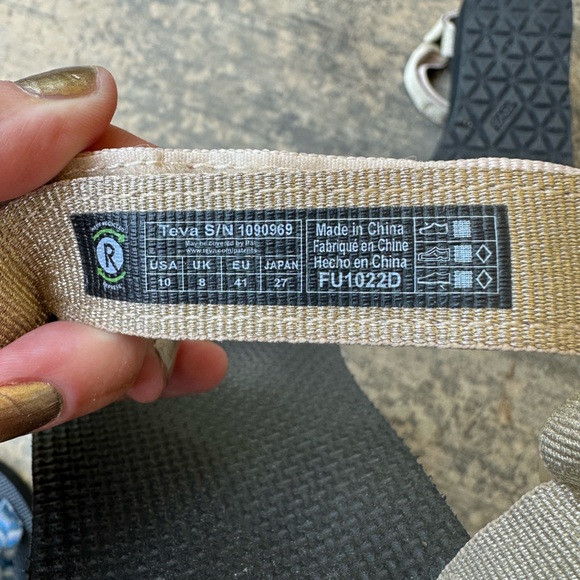 Teva S/N 1090969
May be covered by Pat.
www.teva.com/patents
USA UK EU JAPAN
10 8 41 27
Made in China
Fabriqué en Chine
Hecho en China
FU1022D
R